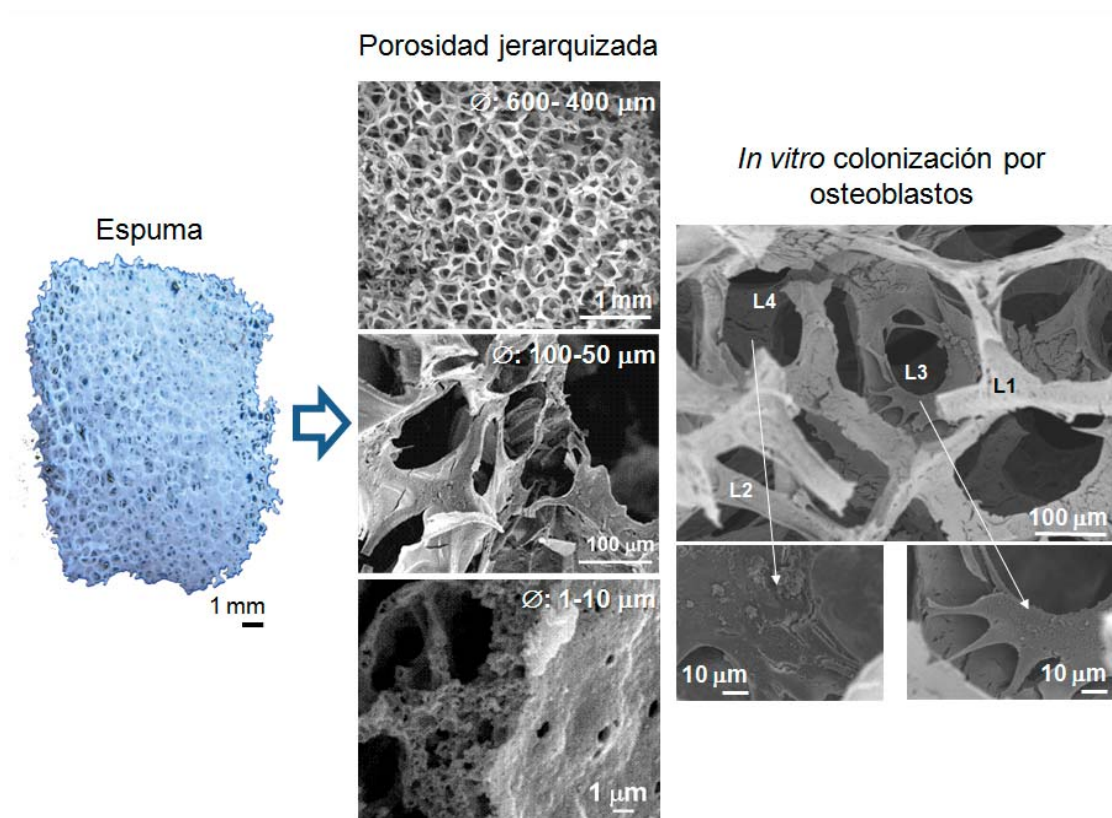 Espuma
1 mm
Porosidad jerarquizada
∅: 600- 400 μm
1 mm
∅: 100-50 μm
100 μm
∅: 1-10 μm
1 μm
In vitro colonización por
osteoblastos
L4
L3
L1
L2
100 μm
10 μm
10 μm